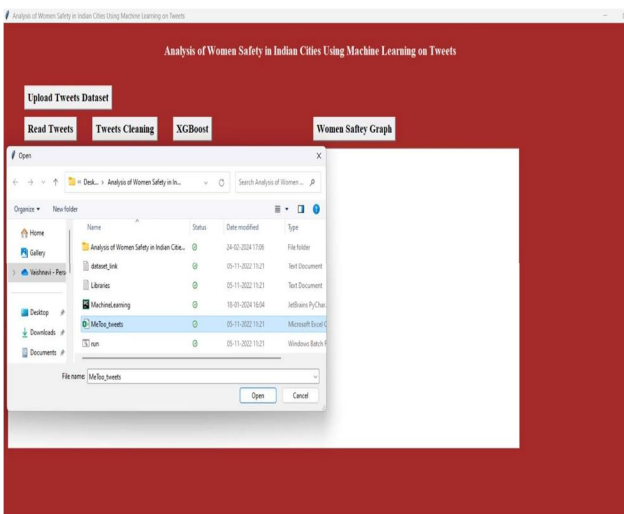 Analysis of Women Safety in Indian Cities Using Machine Learning on Tweets
Analysis of Women Safety in Indian Cities Using Machine Learning on Tweets
Upload Tweets Dataset
Read Tweets Tweets Cleaning XGBoost Women Saftey Graph
Open
« Desk... › Analysis of Women Safety in In... Search Analysis of Women ...
Organize New folder
Name Status Date modified Type
Home
Gallery
Vaishnavi - Pers
Desktop
Downloads
Documents
Analysis of Women Safety in Indian Citie... 24-02-2024 17:06 File folder
dataset_link 05-11-2022 11:21 Text Document
Libraries 05-11-2022 11:21 Text Document
MachineLearning 18-01-2024 16:04 JetBrains PyChar
MeToo_tweets 05-11-2022 11:21 Microsoft Excel C
run 05-11-2022 11:21 Windows Batch F
File name: MeToo_tweets
Open Cancel